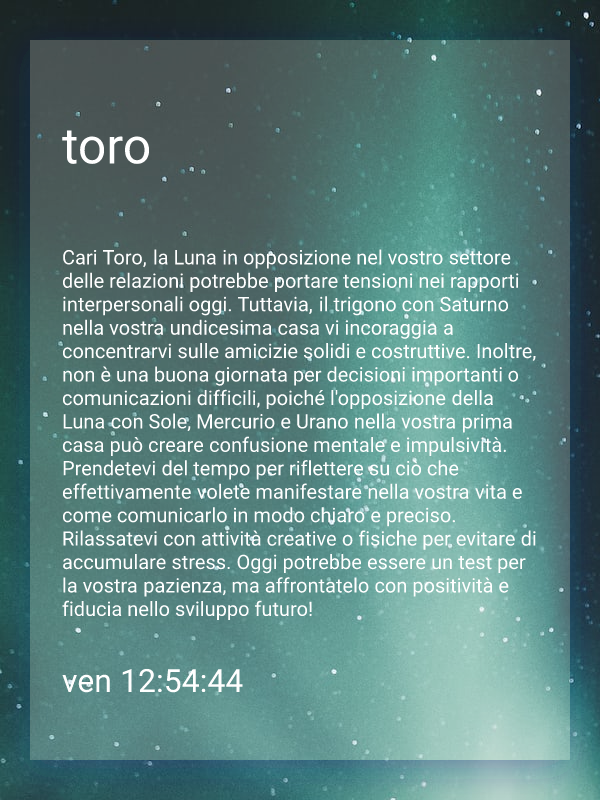 toro
Cari Toro, la Luna in opposizione nel vostro settore
delle relazioni potrebbe portare tensioni nei rapporti
interpersonali oggi. Tuttavia, il trigono con Saturno
nella vostra undicesima casa vi incoraggia a
concentrarvi sulle amicizie solidi e costruttive. Inoltre,
non è una buona giornata per decisioni importanti o
comunicazioni difficili, poiché l'opposizione della
Luna con Sole, Mercurio e Urano nella vostra prima
casa può creare confusione mentale e impulsività.
Prendetevi del tempo per riflettere su ciò che
effettivamente volete manifestare nella vostra vita e
come comunicarlo in modo chiaro e preciso.
Rilassatevi con attività creative o fisiche per evitare di
accumulare stress. Oggi potrebbe essere un test per
la vostra pazienza, ma affrontatelo con positività e
fiducia nello sviluppo futuro!
ven 12:54:44